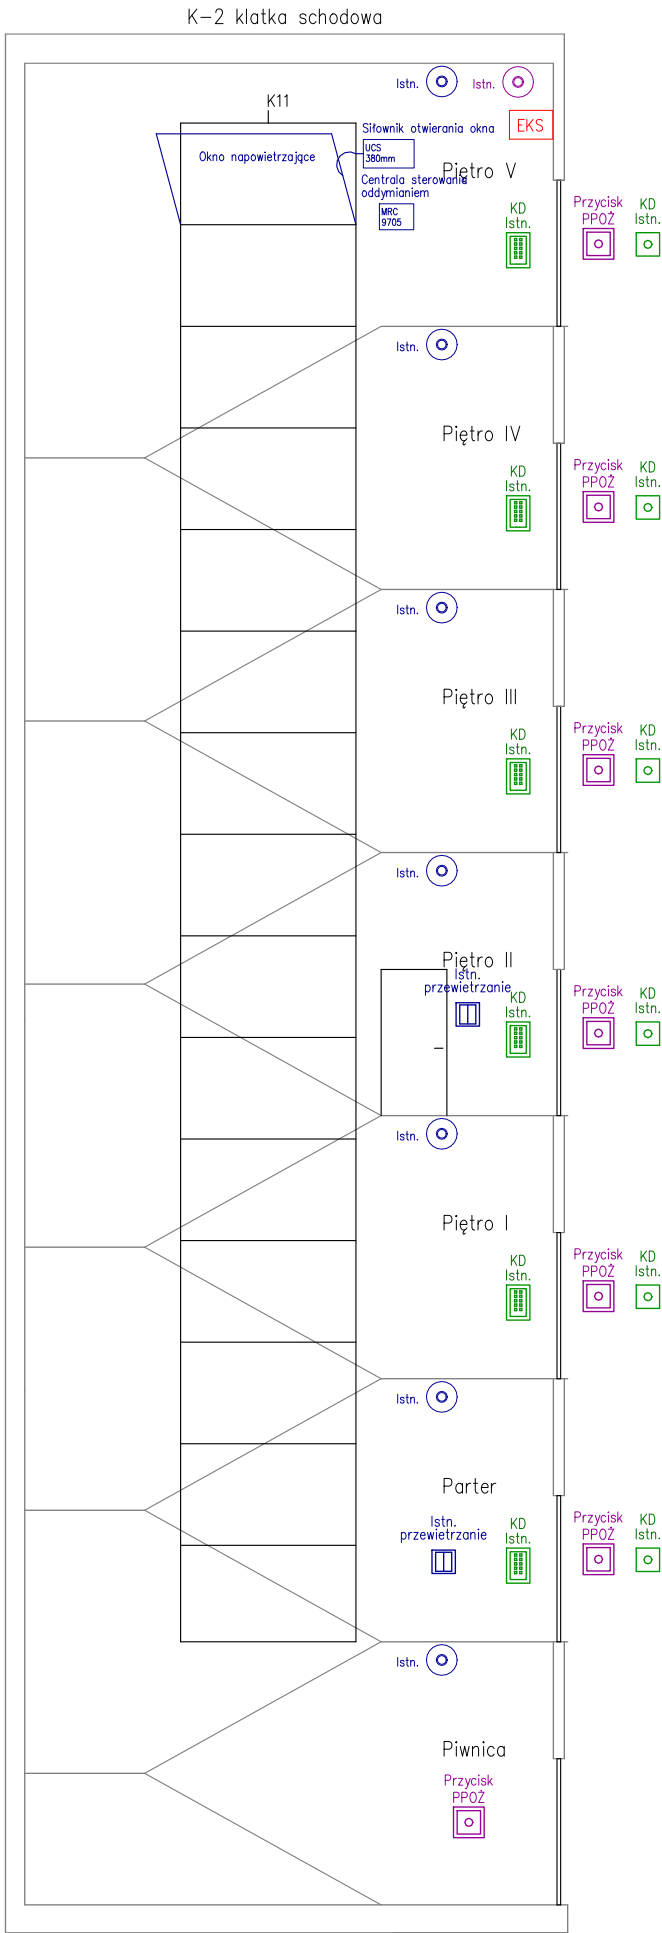 K-2 klatka schodowa
Istn.
Istn.
K11
EKS
Siłownik otwierania okna
Okno napowietrzające
UCS
380mm
Piętro V
Centrala sterowania
oddymianiem
MRC
9705
KD
Istn.
Przycisk
PPOŻ
KD
Istn.
Istn.
Piętro IV
KD
Istn.
Przycisk
PPOŻ
KD
Istn.
Istn.
Piętro III
KD
Istn.
Przycisk
PPOŻ
KD
Istn.
Istn.
Piętro II
Istn.
przewietrzanie
KD
Istn.
Przycisk
PPOŻ
KD
Istn.
Istn.
Piętro I
KD
Istn.
Przycisk
PPOŻ
KD
Istn.
Istn.
Parter
Istn.
przewietrzanie
KD
Istn.
Przycisk
PPOŻ
KD
Istn.
Istn.
Piwnica
Przycisk
PPOŻ